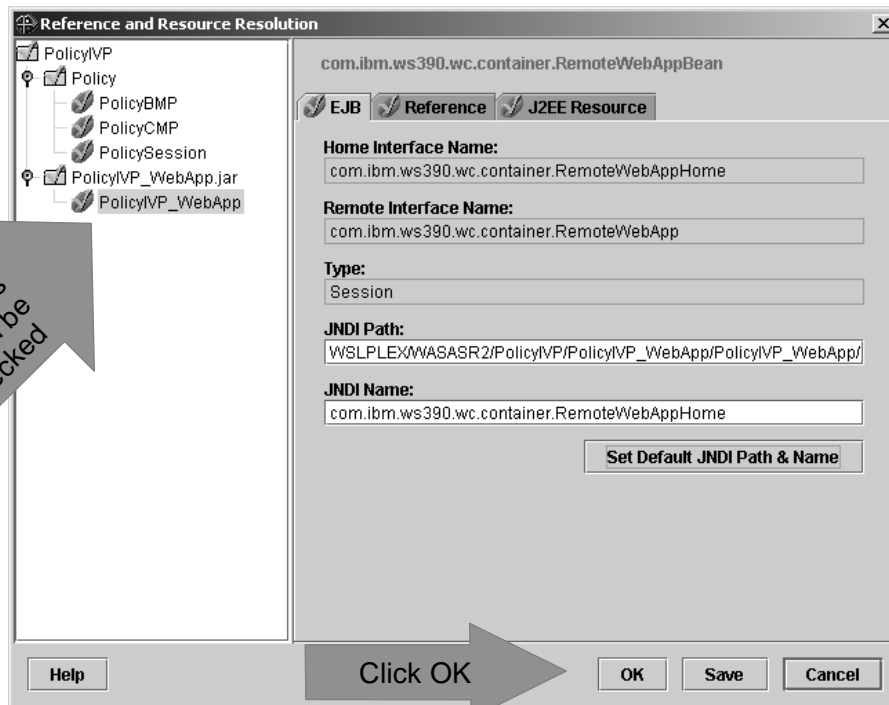 Reference and Resource Resolution
PolicyIVP
Policy
PolicyBMP
PolicyCMP
PolicySession
PolicyIVP_WebApp.jar
PolicyIVP_WebApp
be
com.ibm.ws390.wc.container.RemoteWebAppBean
EJB Reference J2EE Resource
Home Interface Name:
com.ibm.ws390.wc.container.RemoteWebAppHome
Remote Interface Name:
com.ibm.ws390.wc.container.RemoteWebApp
Type:
Session
JNDI Path:
WSLPLEX/WASASR2/PolicyIVP/PolicyIVP_WebApp/PolicyIVP_WebApp/
JNDI Name:
com.ibm.ws390.wc.container.RemoteWebAppHome
Set Default JNDI Path & Name
Help
Click OK
OK Save Cancel